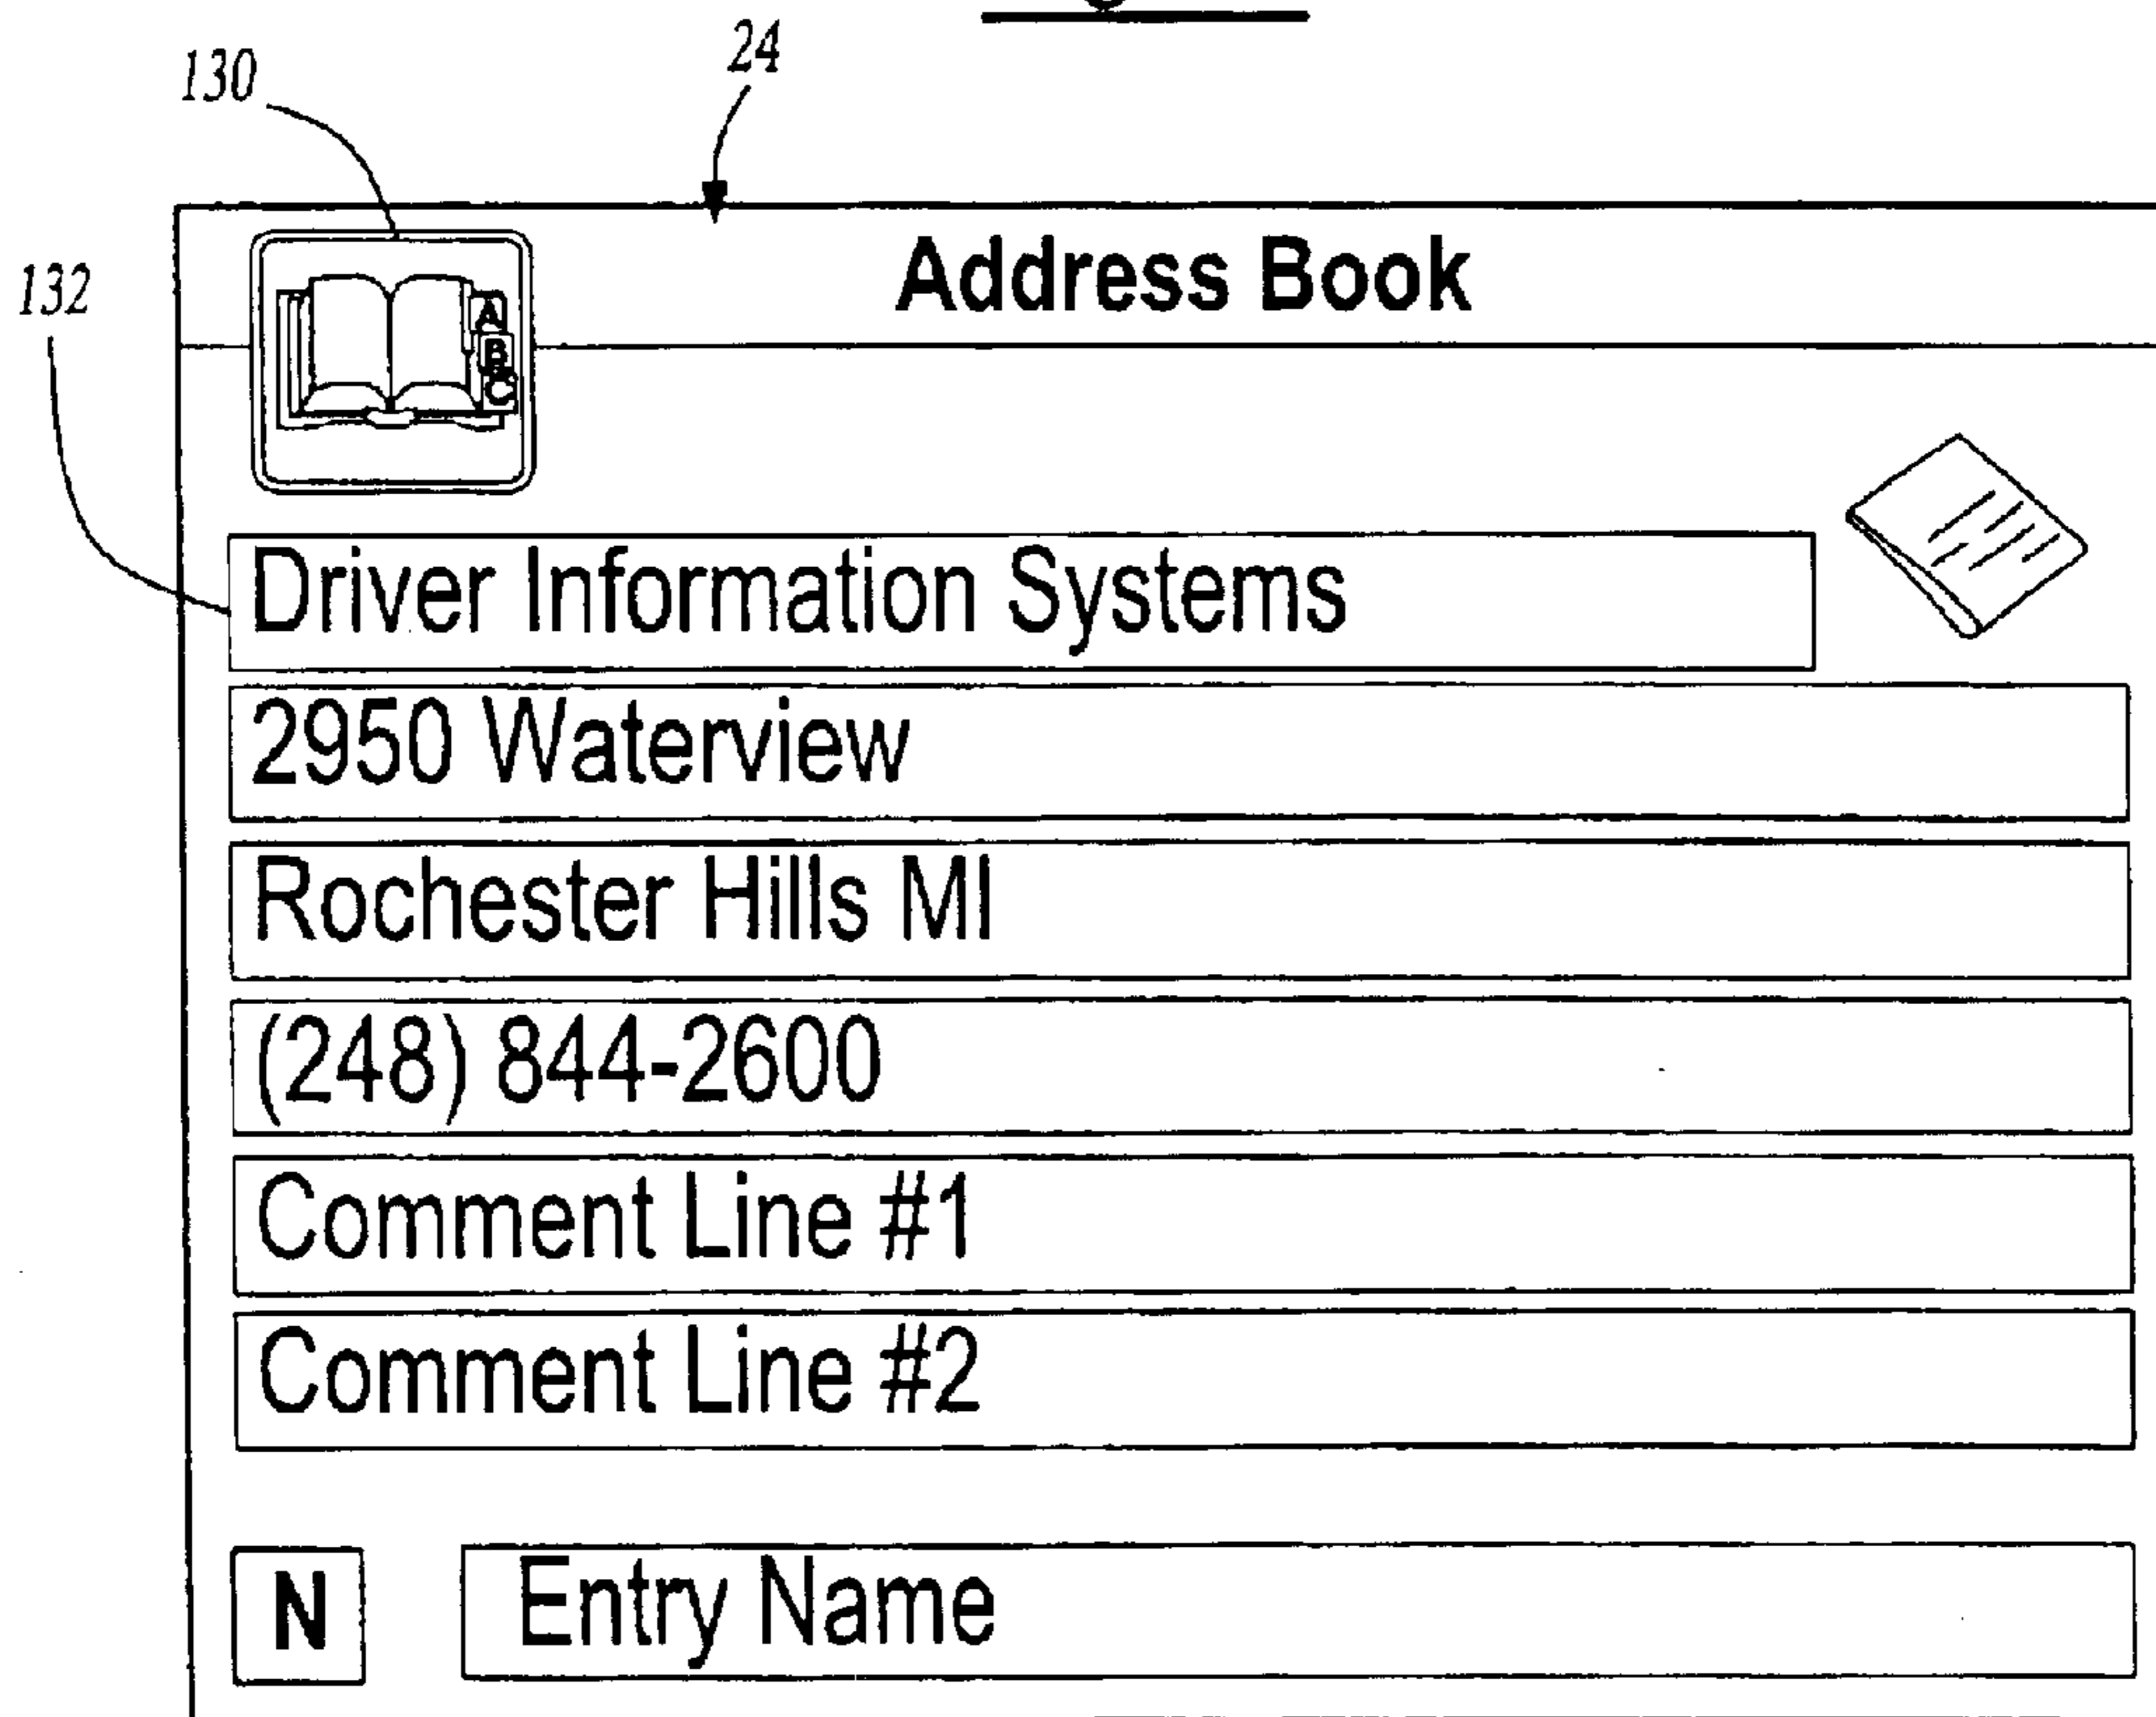 24
130
Address Book
132
A
B
C
Driver Information Systems
2950 Waterview
Rochester Hills MI
(248) 844-2600
Comment Line #1
Comment Line #2
N Entry Name